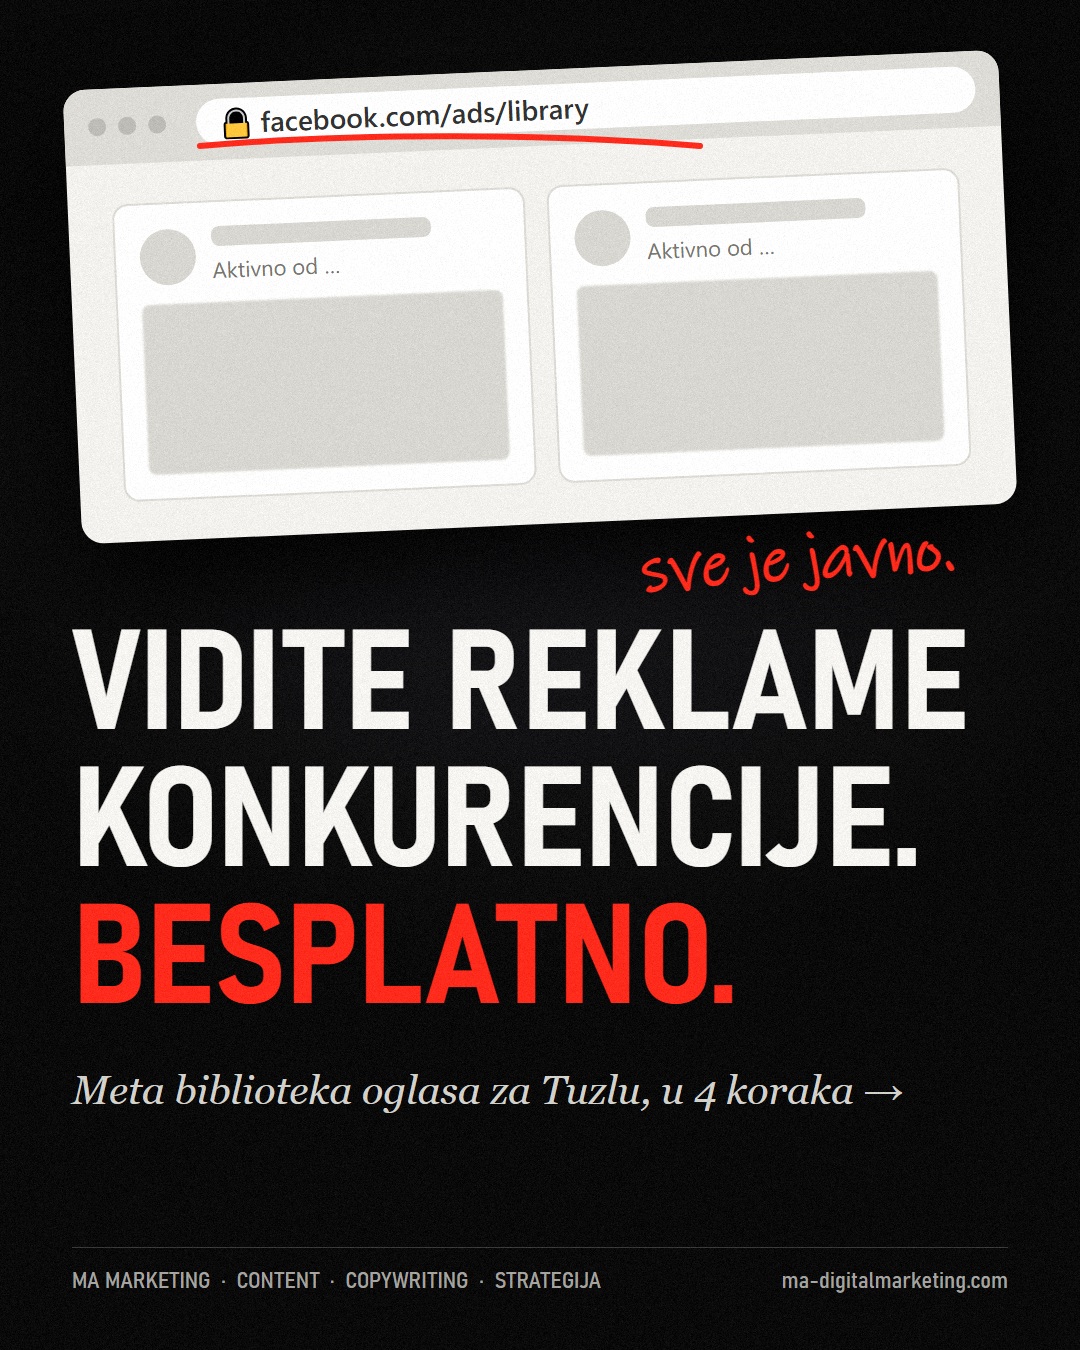 facebook.com/ads/library
Aktivno od ...
Aktivno od ...
sve je javno.
VIDITE REKLAME
KONKURENCIJE.
BESPLATNO.
Meta biblioteka oglasa za Tuzlu, u 4 koraka →
MA MARKETING · CONTENT · COPYWRITING · STRATEGIJA
ma-digitalmarketing.com